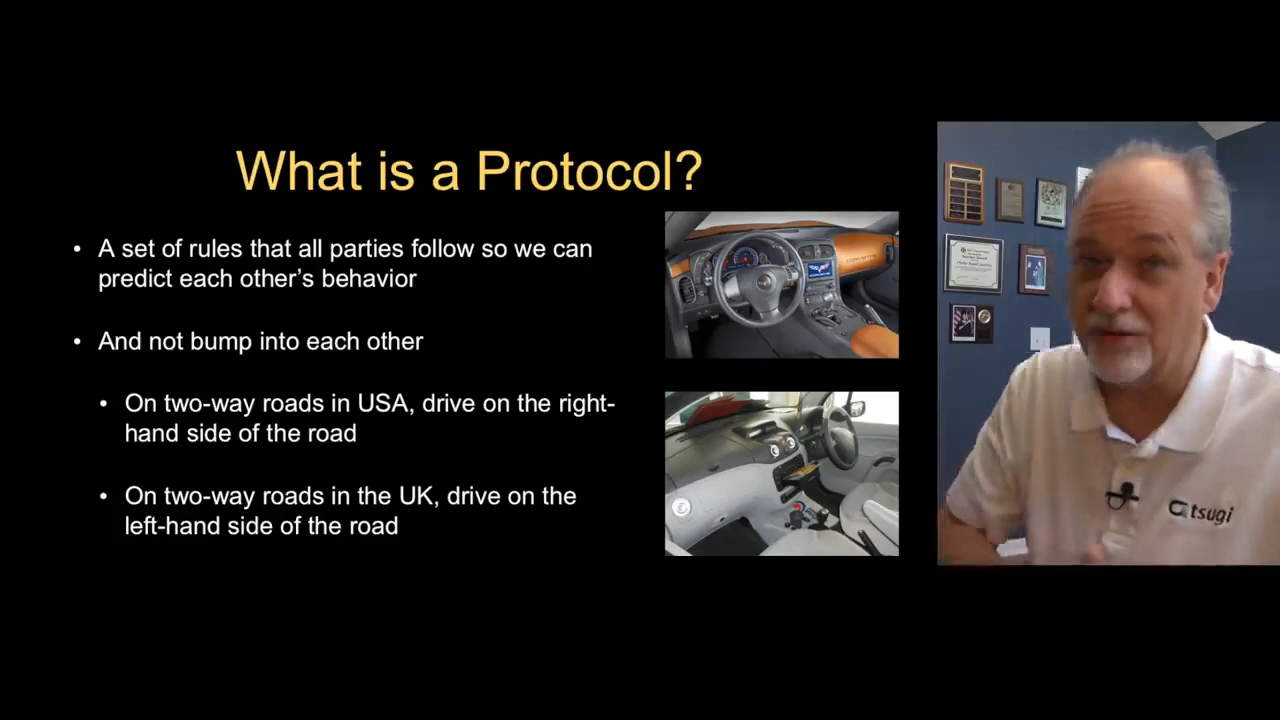 What is a Protocol?
• A set of rules that all parties follow so we can
predict each other's behavior
• And not bump into each other
• On two-way roads in USA, drive on the right-
hand side of the road
• On two-way roads in the UK, drive on the
left-hand side of the road
tsugi